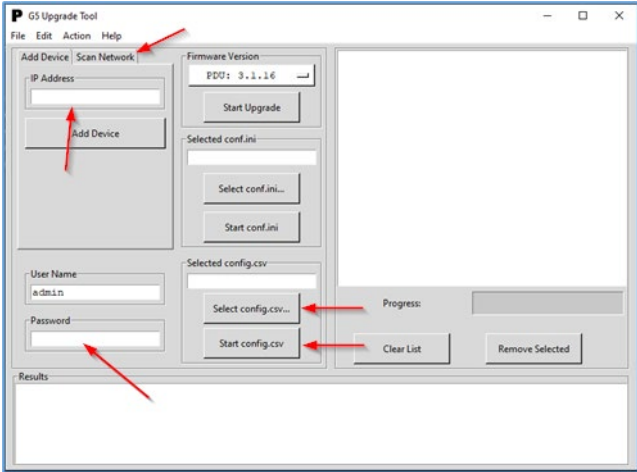 P G5 Upgrade Tool
File Edit Action Help
Add Device Scan Network
IP Address
Add Device
Firmware Version
PDU: 3.1.16
Start Upgrade
Selected conf.ini
Select conf.ini...
Start conf.ini
User Name
admin
Password
Selected config.csv
Select config.csv...
Start config.csv
Progress:
Clear List Remove Selected
Results